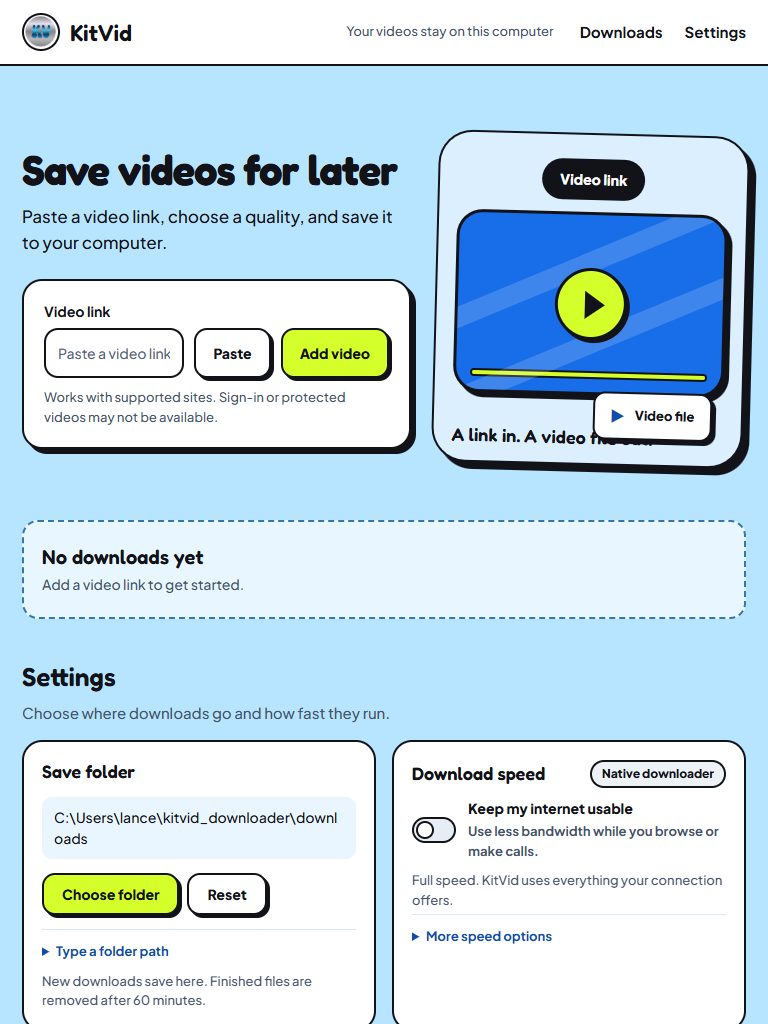 KV KitVid
Your videos stay on this computer
Downloads
Settings
Save videos for later
Paste a video link, choose a quality, and save it
to your computer.
Video link
Paste a video link
Paste
Add video
Works with supported sites. Sign-in or protected
videos may not be available.
Video link
Video file
A link in. A video
No downloads yet
Add a video link to get started.
Settings
Choose where downloads go and how fast they run.
Save folder
C:\Users\lance\kitvid_downloader\downl
oads
Choose folder
Reset
Type a folder path
New downloads save here. Finished files are
removed after 60 minutes.
Download speed
Native downloader
Keep my internet usable
Use less bandwidth while you browse or
make calls.
Full speed. KitVid uses everything your connection
offers.
More speed options